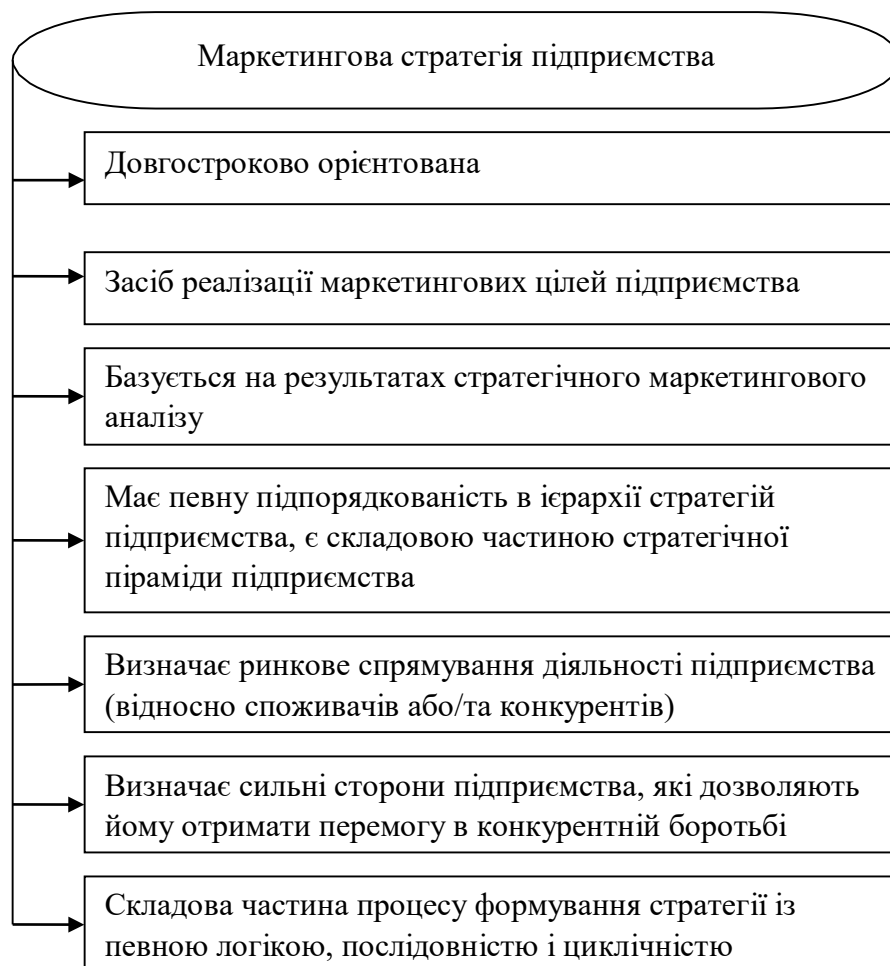 Маркетингова стратегія підприємства
Довгостроково орієнтована
Засіб реалізації маркетингових цілей підприємства
Базується на результатах стратегічного маркетингового
аналізу
Має певну підпорядкованість в ієрархії стратегій
підприємства, є складовою частиною стратегічної
піраміди підприємства
Визначає ринкове спрямування діяльності підприємства
(відносно споживачів або/та конкурентів)
Визначає сильні сторони підприємства, які дозволяють
йому отримати перемогу в конкурентній боротьбі
Складова частина процесу формування стратегії із
певною логікою, послідовністю і циклічністю